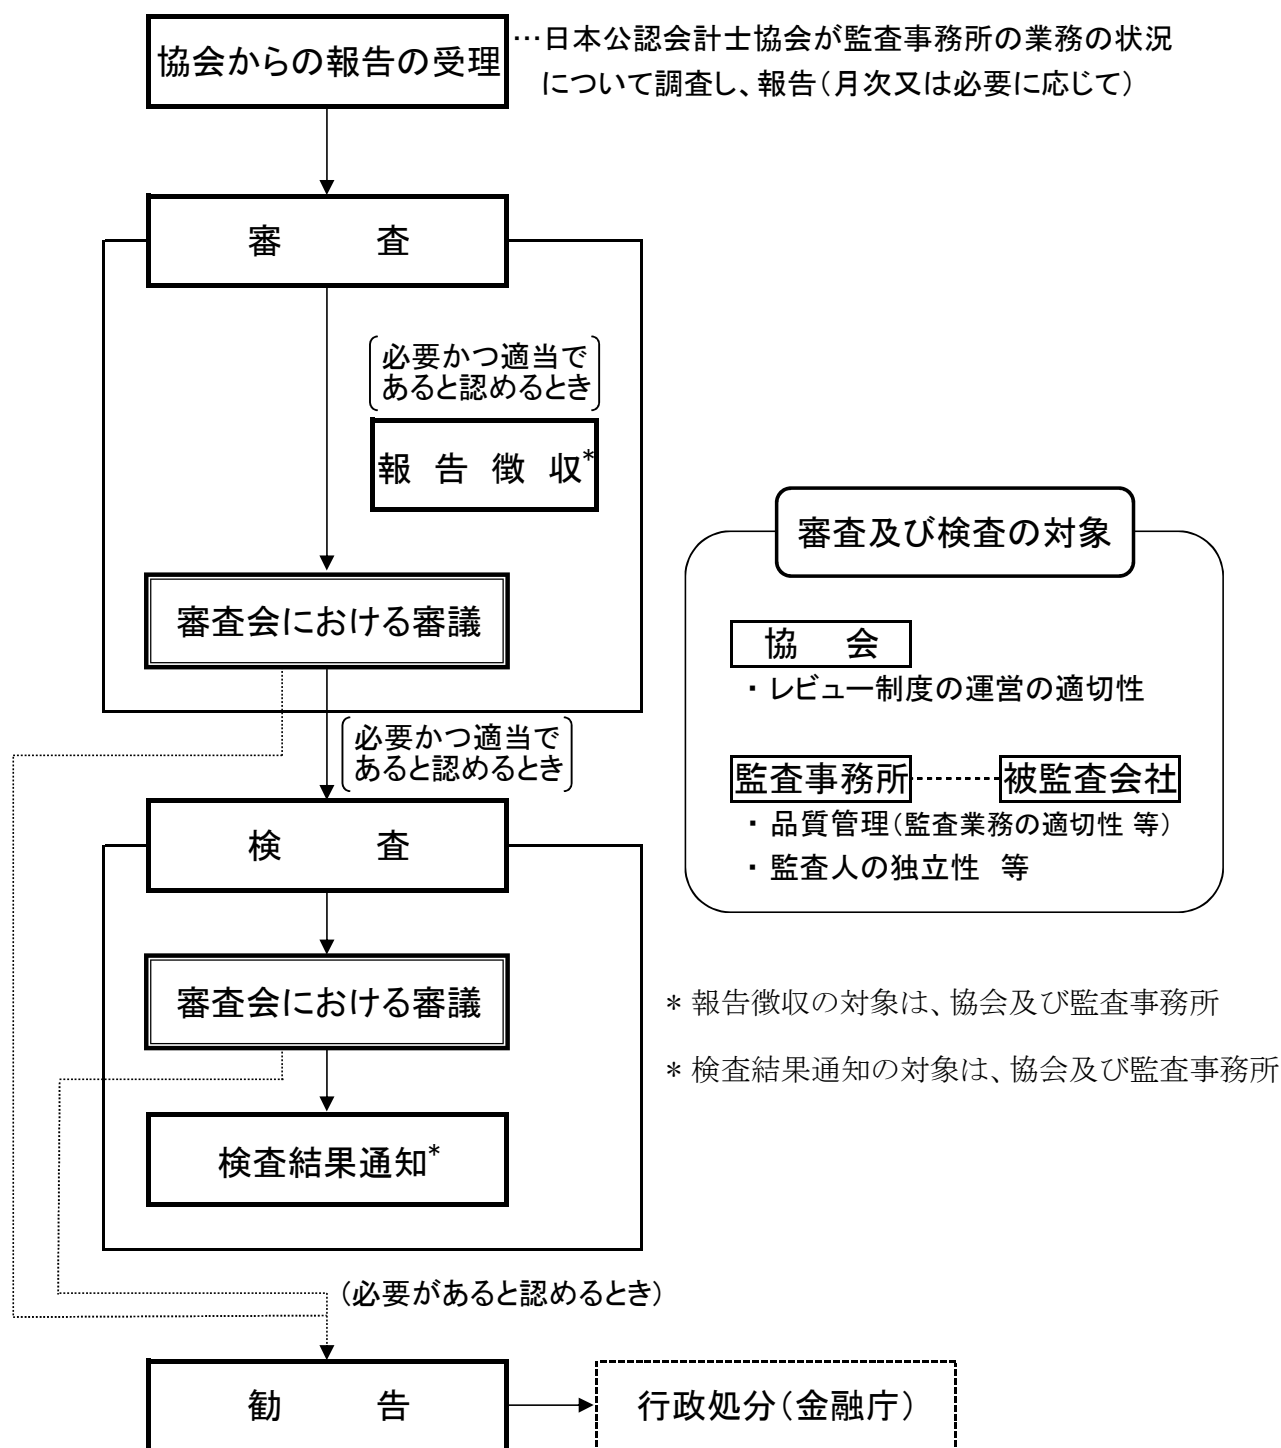 協会からの報告の受理
…日本公認会計士協会が監査事務所の業務の状況
について調査し、報告（月次又は必要に応じて）
審　　査
必要かつ適当で
あると認めるとき
報 告 徴 収*
審査会における審議
必要かつ適当で
あると認めるとき
検　　査
審査会における審議
検査結果通知*
（必要があると認めるとき）
勧　　告
行政処分（金融庁）
審査及び検査の対象
協　会
・ レビュー制度の運営の適切性
監査事務所
被監査会社
・ 品質管理（監査業務の適切性 等）
・ 監査人の独立性　等
＊ 報告徴収の対象は、協会及び監査事務所
＊ 検査結果通知の対象は、協会及び監査事務所